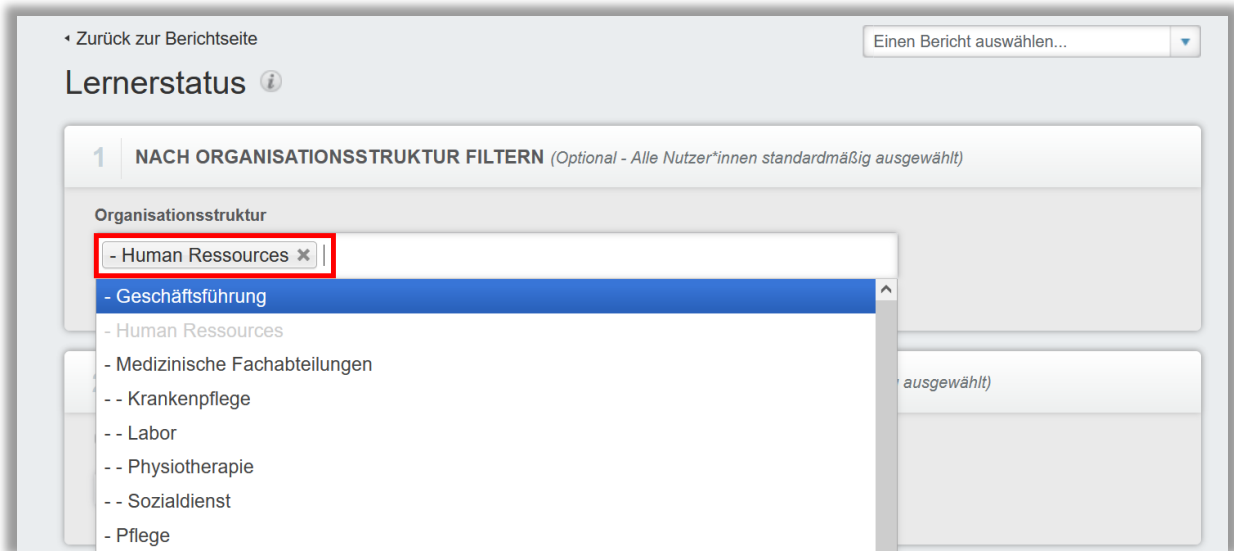 Zurück zur Berichtseite
Einen Bericht auswählen...
Lernerstatus i
1 NACH ORGANISATIONSSTRUKTUR FILTERN (Optional - Alle Nutzer*innen standardmäßig ausgewählt)
Organisationsstruktur
- Human Ressources
- Geschäftsführung
- Human Ressources
- Medizinische Fachabteilungen
ausgewählt)
- - Krankenpflege
- - Labor
- - Physiotherapie
- - Sozialdienst
- Pflege